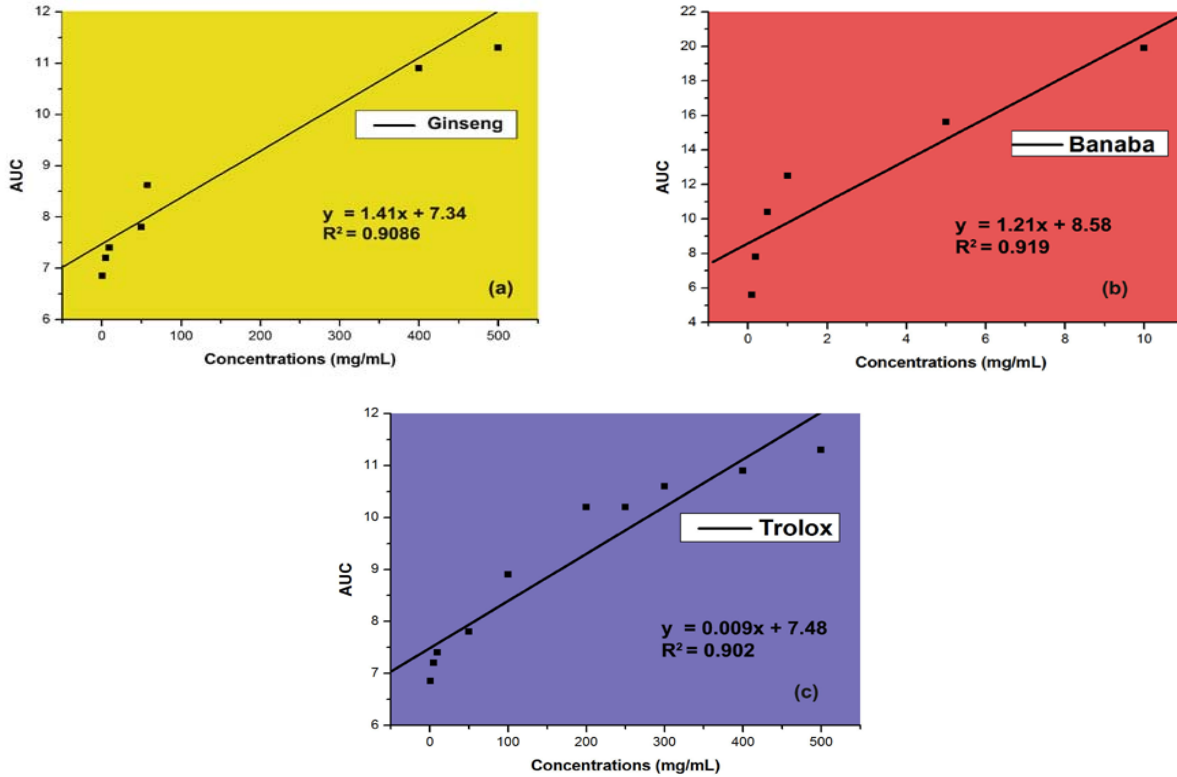 12
11
10
9
8
7
6
AUC
Ginseng
y = 1.41x + 7.34
R² = 0.9086
(a)
0 100 200 300 400 500
Concentrations (mg/mL)
22
20
18
16
14
12
10
8
6
4
AUC
Banaba
y = 1.21x + 8.58
R² = 0.919
(b)
0 2 4 6 8 10
Concentrations (mg/mL)
12
11
10
9
8
7
6
AUC
Trolox
y = 0.009x + 7.48
R² = 0.902
(c)
0 100 200 300 400 500
Concentrations (mg/mL)